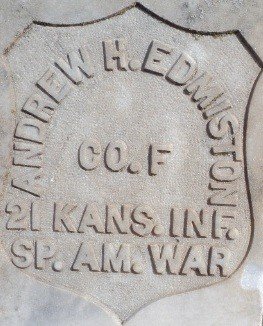 ANDREW H. EDMISTON
CO. F
21 KANS. INF.
SP. AM. WAR